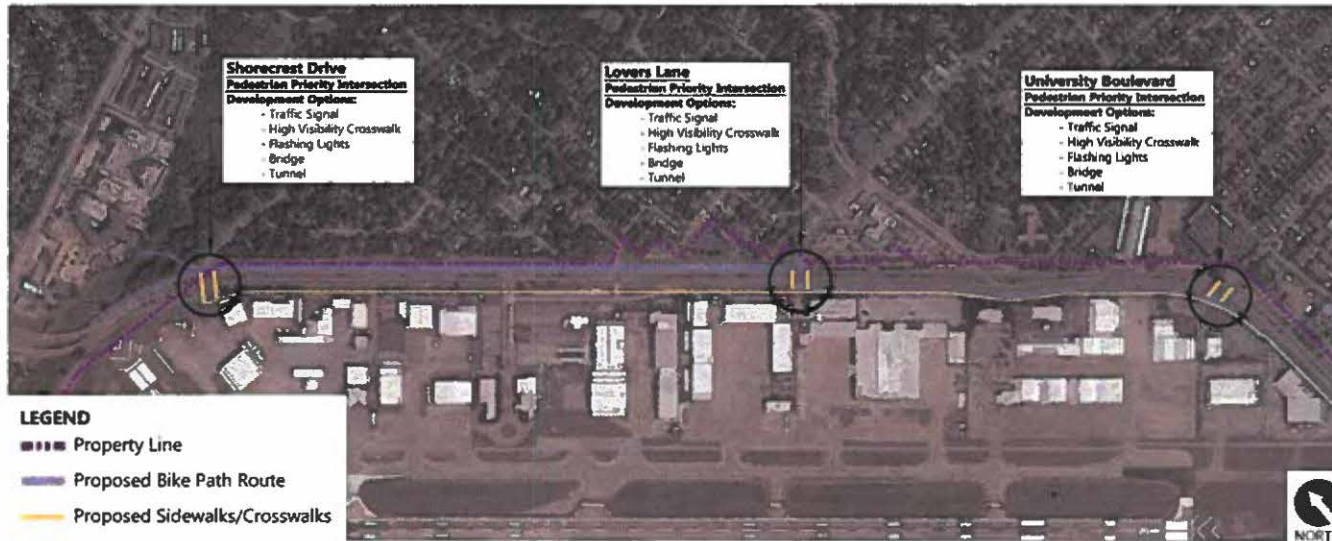 Shorecrest Drive
Pedestrian Priority Intersection
Development Options:
- Traffic Signal
- High Visibility Crosswalk
- Flashing Lights
- Bridge
- Tunnel
Lovers Lane
Pedestrian Priority Intersection
Development Options:
- Traffic Signal
- High Visibility Crosswalk
- Flashing Lights
- Bridge
- Tunnel
University Boulevard
Pedestrian Priority Intersection
Development Options:
- Traffic Signal
- High Visibility Crosswalk
- Flashing Lights
- Bridge
- Tunnel
LEGEND
Property Line
Proposed Bike Path Route
Proposed Sidewalks/Crosswalks
NORT